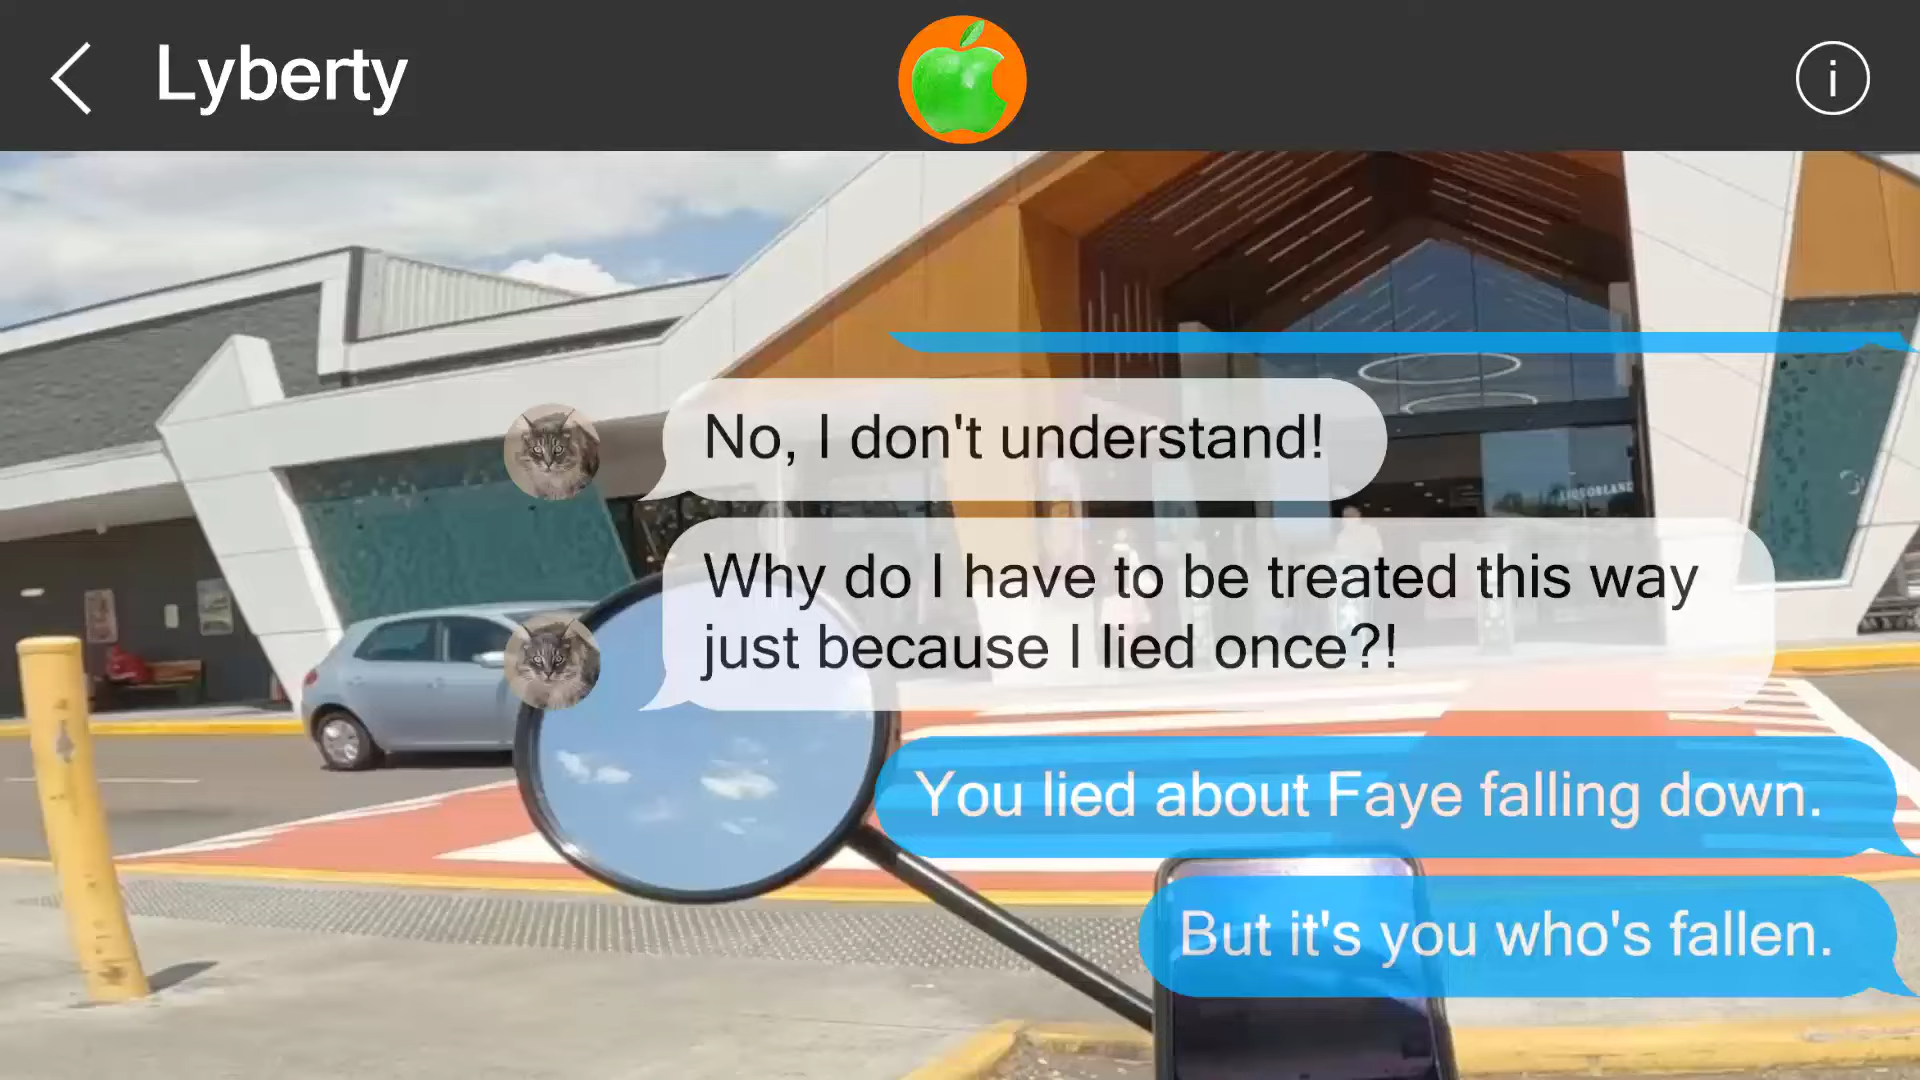 Lyberty
i
No, I don't understand!
Why do I have to be treated this way
just because I lied once?!
LIQUORLAND
You lied about Faye falling down.
But it's you who's fallen.